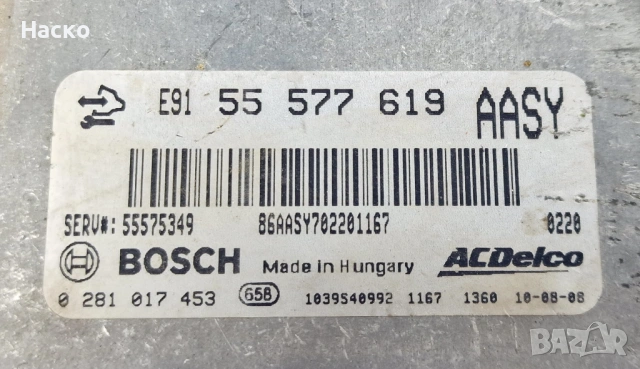 Наско
E91 55 577 619 AASY
SERV#: 55575349 86AASY702201167 0220
BOSCH Made in Hungary ACDelco
0 281 017 453 658 1039S40992 1167 1360 10-08-08
BAZAR